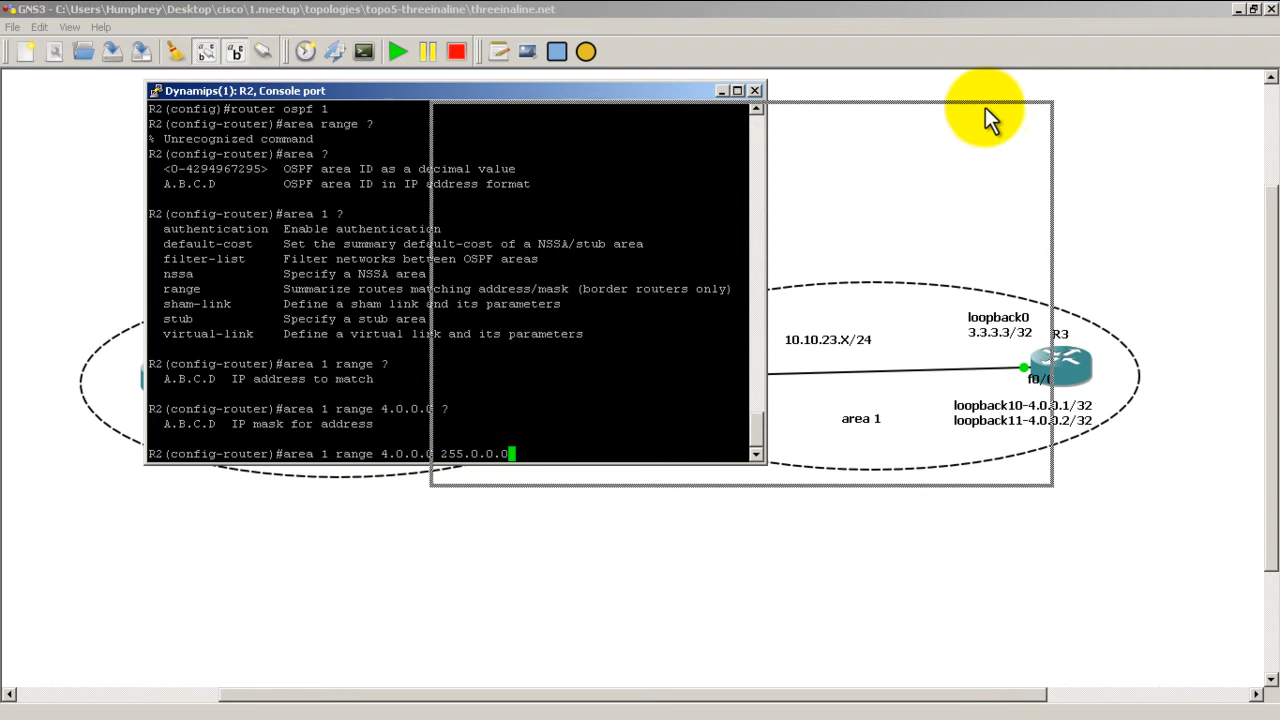 GNS3 - C:\Users\Humphrey\Desktop\cisco\1.meetup\topologies\topo5-threeinaline\threeinaline.net
File Edit View Help
Dynamips(1): R2, Console port
R2(config)#router ospf 1
R2(config-router)#area range ?
% Unrecognized command
R2(config-router)#area ?
<0-4294967295> OSPF area ID as a decimal value
A.B.C.D OSPF area ID in IP address format
R2(config-router)#area 1 ?
authentication Enable authentication
default-cost Set the summary default-cost of a NSSA/stub area
filter-list Filter networks between OSPF areas
nssa Specify a NSSA area
range Summarize routes matching address/mask (border routers only)
sham-link Define a sham link and its parameters
stub Specify a stub area
virtual-link Define a virtual link and its parameters
R2(config-router)#area 1 range ?
A.B.C.D IP address to match
R2(config-router)#area 1 range 4.0.0.0 ?
A.B.C.D IP mask for address
R2(config-router)#area 1 range 4.0.0.0 255.0.0.0
loopback0
3.3.3.3/32
R3
10.10.23.X/24
f0/0
loopback10-4.0.0.1/32
loopback11-4.0.0.2/32
area 1